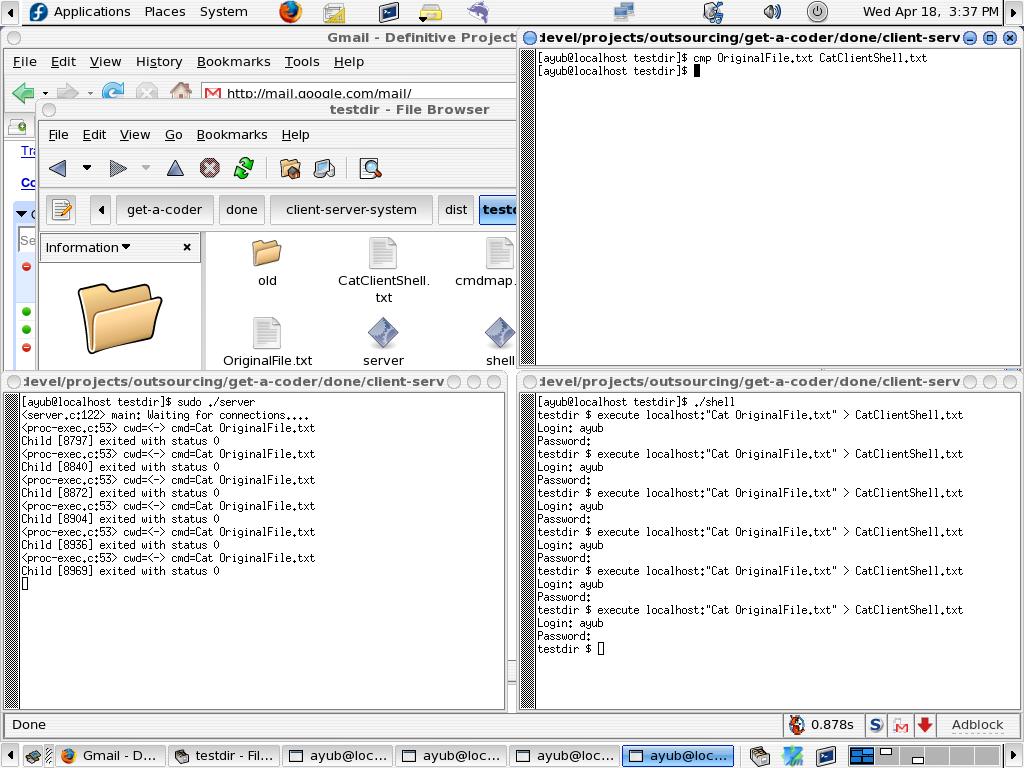 Applications Places System Wed Apr 18, 3:37 PM
Gmail - Definitive Project
File Edit View History Bookmarks Tools Help
http://mail.google.com/mail/
Tra
Co
Se
testdir - File Browser
File Edit View Go Bookmarks Help
get-a-coder done client-server-system dist testd
Information
old
CatClientShell.
txt
cmdmap.
OriginalFile.txt
server
shell
devel/projects/outsourcing/get-a-coder/done/client-serv
[ayub@localhost testdir]$ cmp OriginalFile.txt CatClientShell.txt
[ayub@localhost testdir]$
devel/projects/outsourcing/get-a-coder/done/client-serv
[ayub@localhost testdir]$ sudo ./server
<server.c:122> main: Waiting for connections....
<proc-exec.c:53> cwd=<-> cmd=Cat OriginalFile.txt
Child [8797] exited with status 0
<proc-exec.c:53> cwd=<-> cmd=Cat OriginalFile.txt
Child [8840] exited with status 0
<proc-exec.c:53> cwd=<-> cmd=Cat OriginalFile.txt
Child [8872] exited with status 0
<proc-exec.c:53> cwd=<-> cmd=Cat OriginalFile.txt
Child [8904] exited with status 0
<proc-exec.c:53> cwd=<-> cmd=Cat OriginalFile.txt
Child [8936] exited with status 0
<proc-exec.c:53> cwd=<-> cmd=Cat OriginalFile.txt
Child [8969] exited with status 0
devel/projects/outsourcing/get-a-coder/done/client-serv
[ayub@localhost testdir]$ ./shell
testdir $ execute localhost:"Cat OriginalFile.txt" > CatClientShell.txt
Login: ayub
Password:
testdir $ execute localhost:"Cat OriginalFile.txt" > CatClientShell.txt
Login: ayub
Password:
testdir $ execute localhost:"Cat OriginalFile.txt" > CatClientShell.txt
Login: ayub
Password:
testdir $ execute localhost:"Cat OriginalFile.txt" > CatClientShell.txt
Login: ayub
Password:
testdir $ execute localhost:"Cat OriginalFile.txt" > CatClientShell.txt
Login: ayub
Password:
testdir $ execute localhost:"Cat OriginalFile.txt" > CatClientShell.txt
Login: ayub
Password:
testdir $
Done 0.878s S Adblock
Gmail - D... testdir - Fil... ayub@loc... ayub@loc... ayub@loc... ayub@loc...